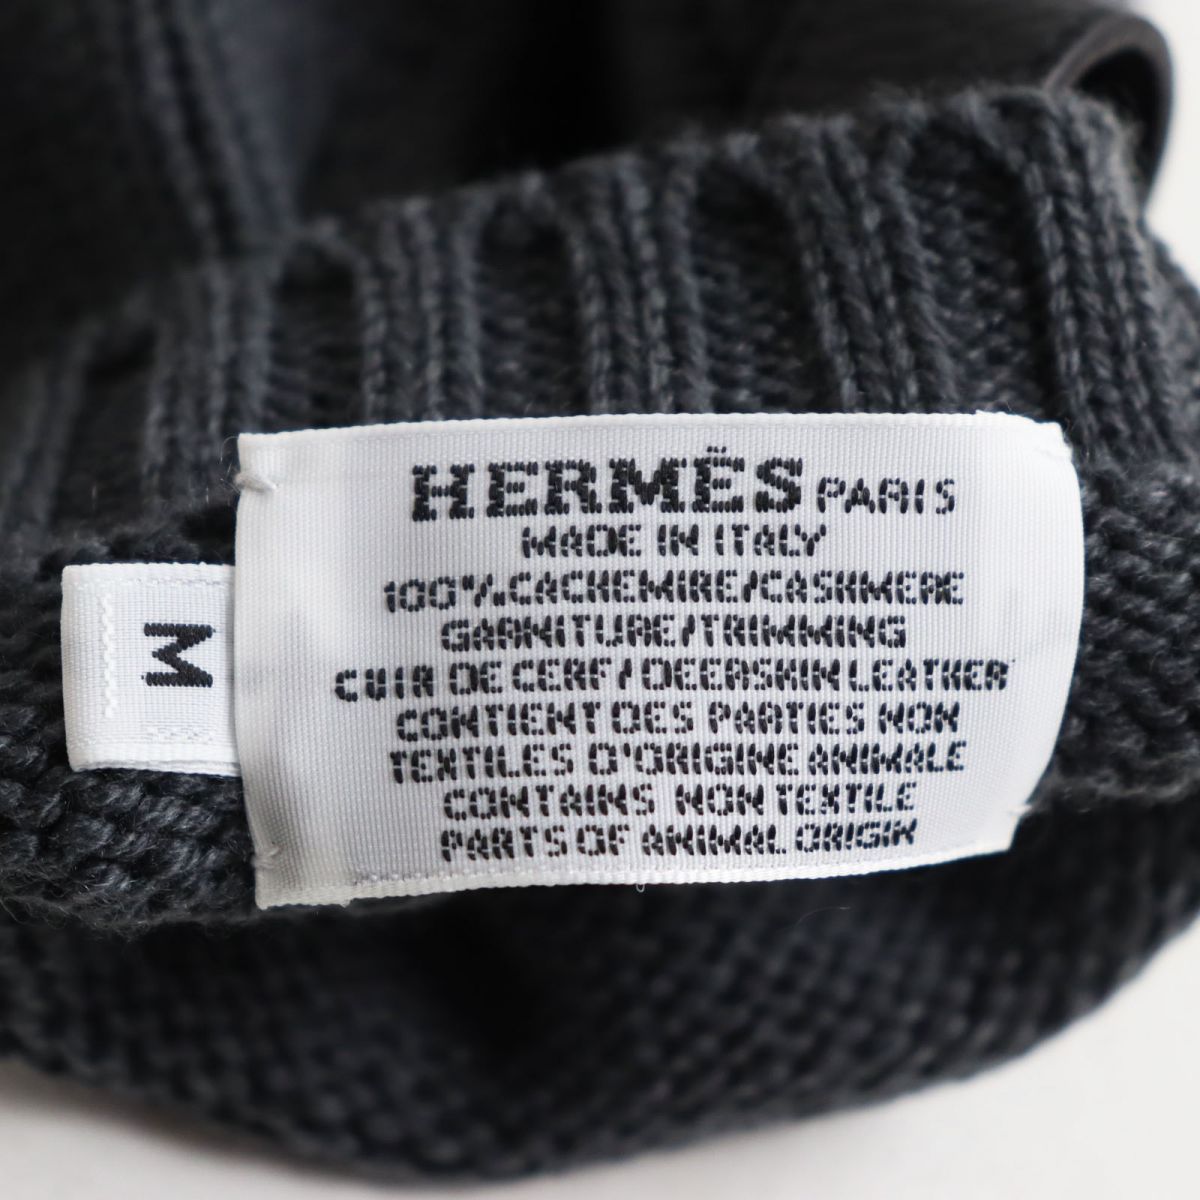 HERMÈS PARIS
MADE IN ITALY
100% CACHEMIRE/CASHMERE
GARNITURE/TRIMMING
CUIR DE CERF/DEERSKIN LEATHER
CONTIENT DES PARTIES NON
TEXTILES D'ORIGINE ANIMALE
CONTAINS NON TEXTILE
PARTS OF ANIMAL ORIGIN
M